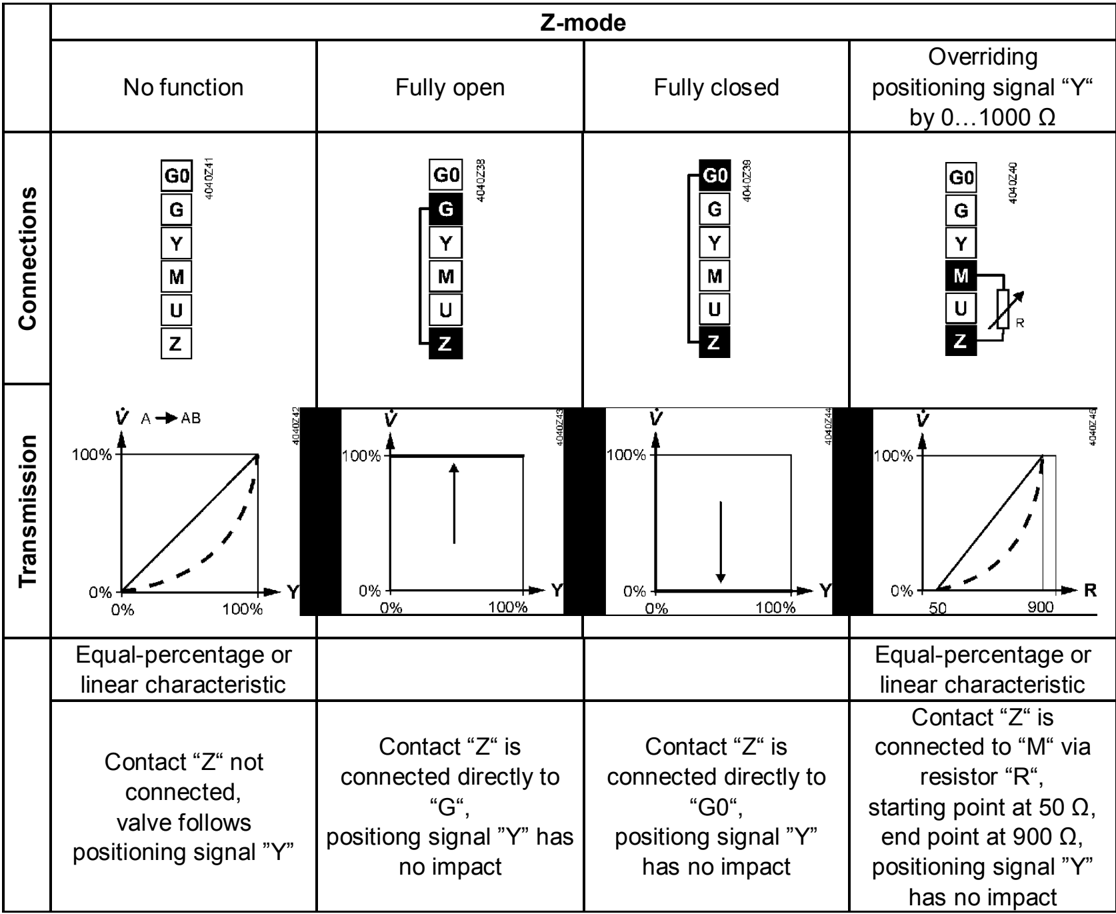 Z-mode
No function
Fully open
Fully closed
Overriding
positioning signal “Y“
by 0…1000 Ω
Connections
G0
G
Y
M
U
Z
4040Z41
G0
G
Y
M
U
Z
4040Z38
G0
G
Y
M
U
Z
4040Z39
G0
G
Y
M
U
Z
R
4040Z40
Transmission
V̇ A → AB
100%
0%
0% 100%
Y
4040Z42
V̇
100%
0%
0% 100%
Y
4040Z43
V̇
100%
0%
0% 100%
Y
4040Z44
V̇
100%
0%
50 900
R
4040Z45
Equal-percentage or
linear characteristic
Equal-percentage or
linear characteristic
Contact “Z“ not
connected,
valve follows
positioning signal ”Y”
Contact “Z“ is
connected directly to
“G“,
positiong signal ”Y” has
no impact
Contact “Z“ is
connected directly to
“G0“,
positiong signal ”Y”
has no impact
Contact “Z“ is
connected to “M“ via
resistor “R“,
starting point at 50 Ω,
end point at 900 Ω,
positioning signal ”Y”
has no impact